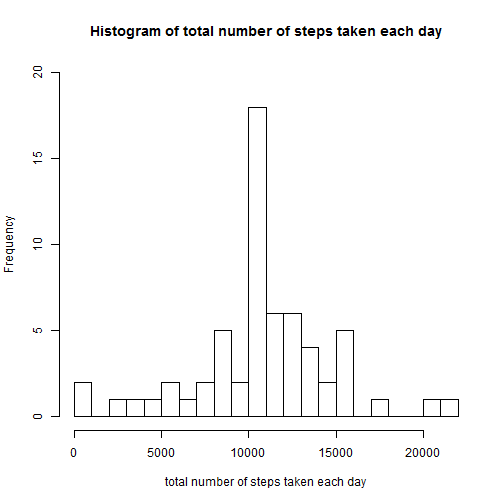 Histogram of total number of steps taken each day
Frequency
20
15
10
5
0
0 5000 10000 15000 20000
total number of steps taken each day